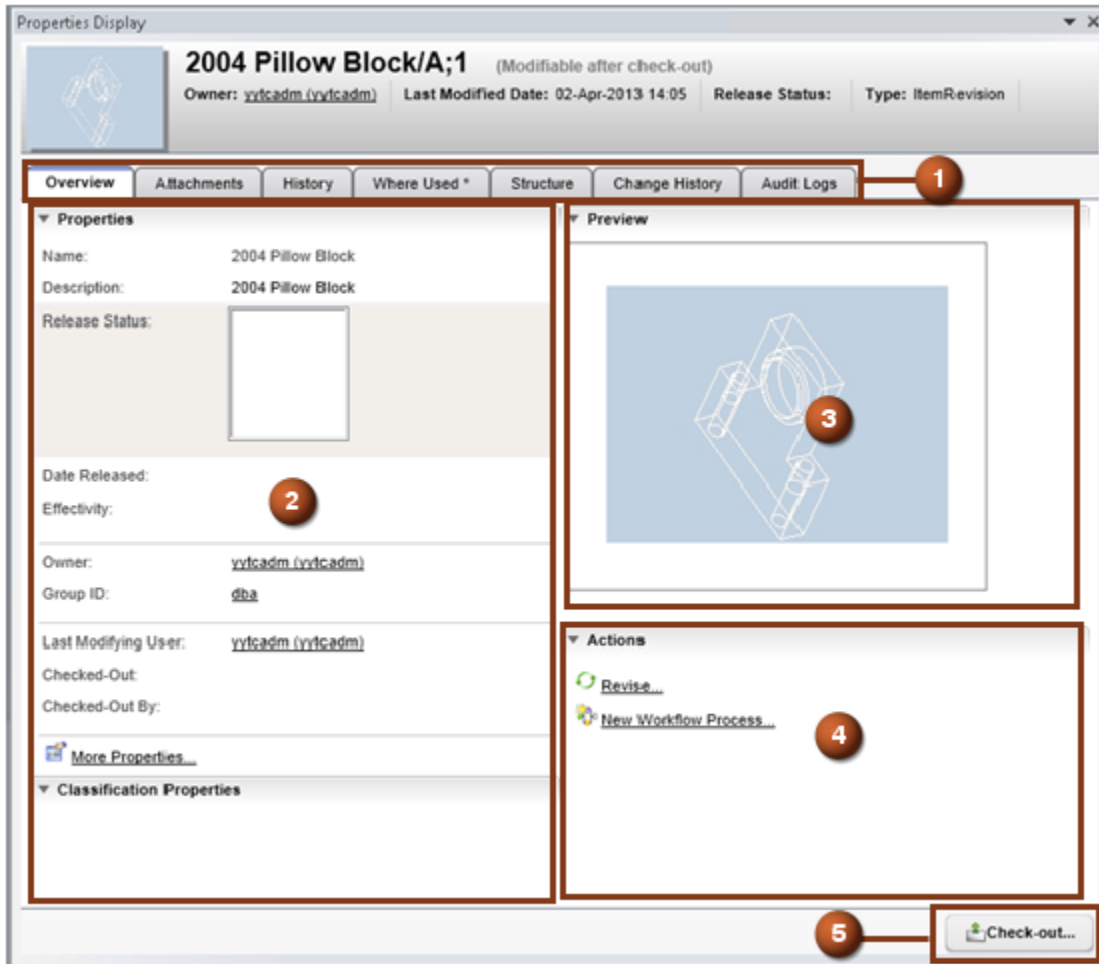 Properties Display
2004 Pillow Block/A;1 (Modifiable after check-out)
Owner: yytcadm (yytcadm) Last Modified Date: 02-Apr-2013 14:05 Release Status: Type: ItemRevision
Overview Attachments History Where Used * Structure Change History Audit Logs 1
Properties
Name: 2004 Pillow Block
Description: 2004 Pillow Block
Release Status:
Date Released:
2
Effectivity:
Owner: yytcadm (yytcadm)
Group ID: dba
Last Modifying User: yytcadm (yytcadm)
Checked-Out:
Checked-Out By:
More Properties...
Classification Properties
Preview
3
Actions
Revise...
New Workflow Process...
4
5 Check-out...